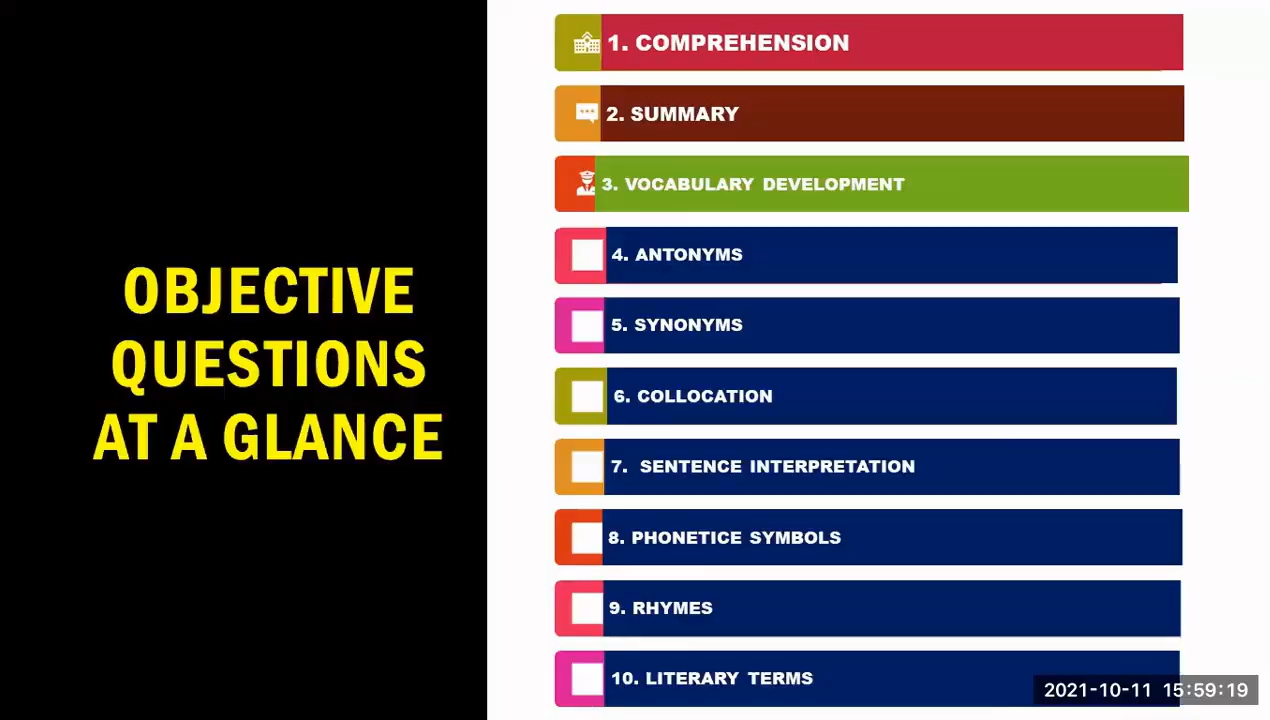 OBJECTIVE
QUESTIONS
AT A GLANCE
1. COMPREHENSION
2. SUMMARY
3. VOCABULARY DEVELOPMENT
4. ANTONYMS
5. SYNONYMS
6. COLLOCATION
7. SENTENCE INTERPRETATION
8. PHONETICE SYMBOLS
9. RHYMES
10. LITERARY TERMS
2021-10-11 15:59:19